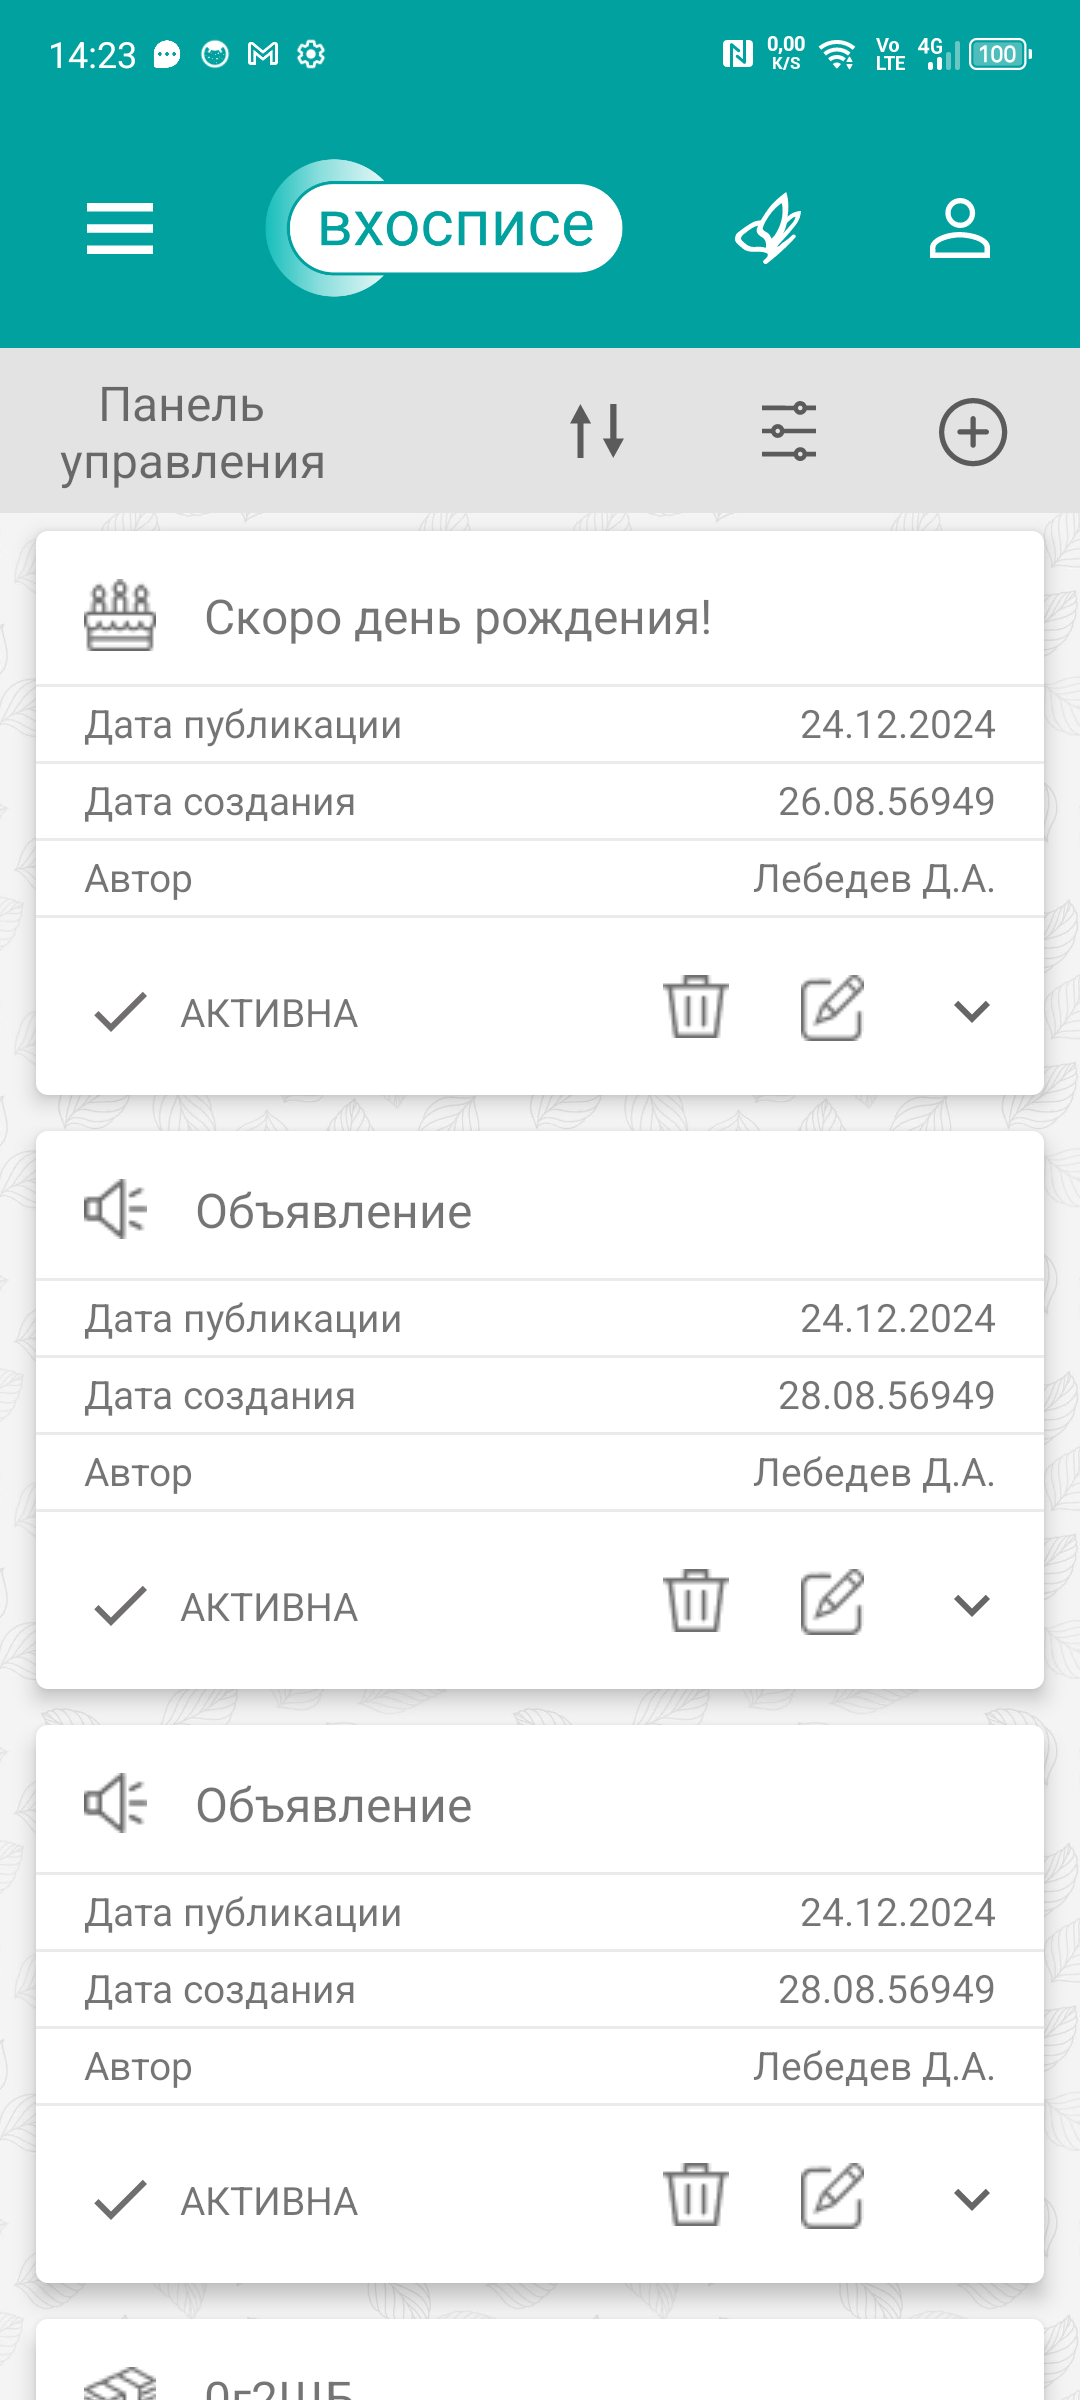 14:23
0,00 K/S
Vo LTE
4G
100
вхосписе
Панель
управления
Скоро день рождения!
Дата публикации 24.12.2024
Дата создания 26.08.56949
Автор Лебедев Д.А.
АКТИВНА
Объявление
Дата публикации 24.12.2024
Дата создания 28.08.56949
Автор Лебедев Д.А.
АКТИВНА
Объявление
Дата публикации 24.12.2024
Дата создания 28.08.56949
Автор Лебедев Д.А.
АКТИВНА